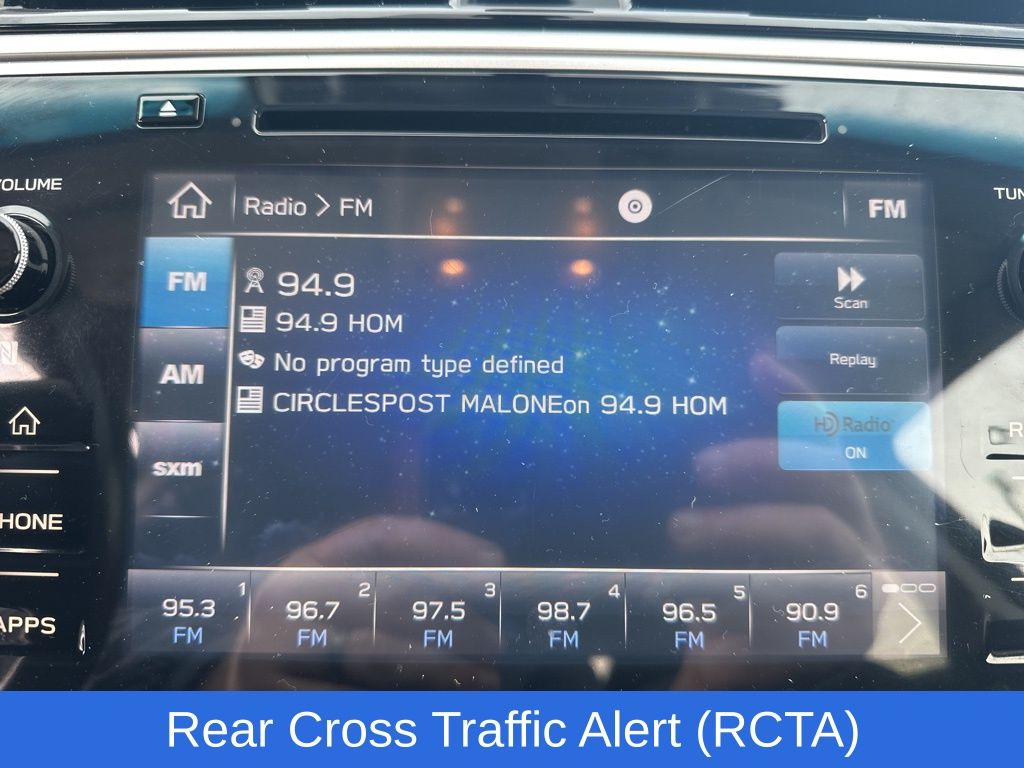 VOLUME
TUN
Radio > FM
FM
FM
94.9
Scan
94.9 HOM
Replay
AM
No program type defined
CIRCLESPOST MALONEon 94.9 HOM
HD Radio
ON
sxm
HONE
APPS
1
2
3
4
5
6
95.3
96.7
97.5
98.7
96.5
90.9
FM
FM
FM
FM
FM
FM
Rear Cross Traffic Alert (RCTA)